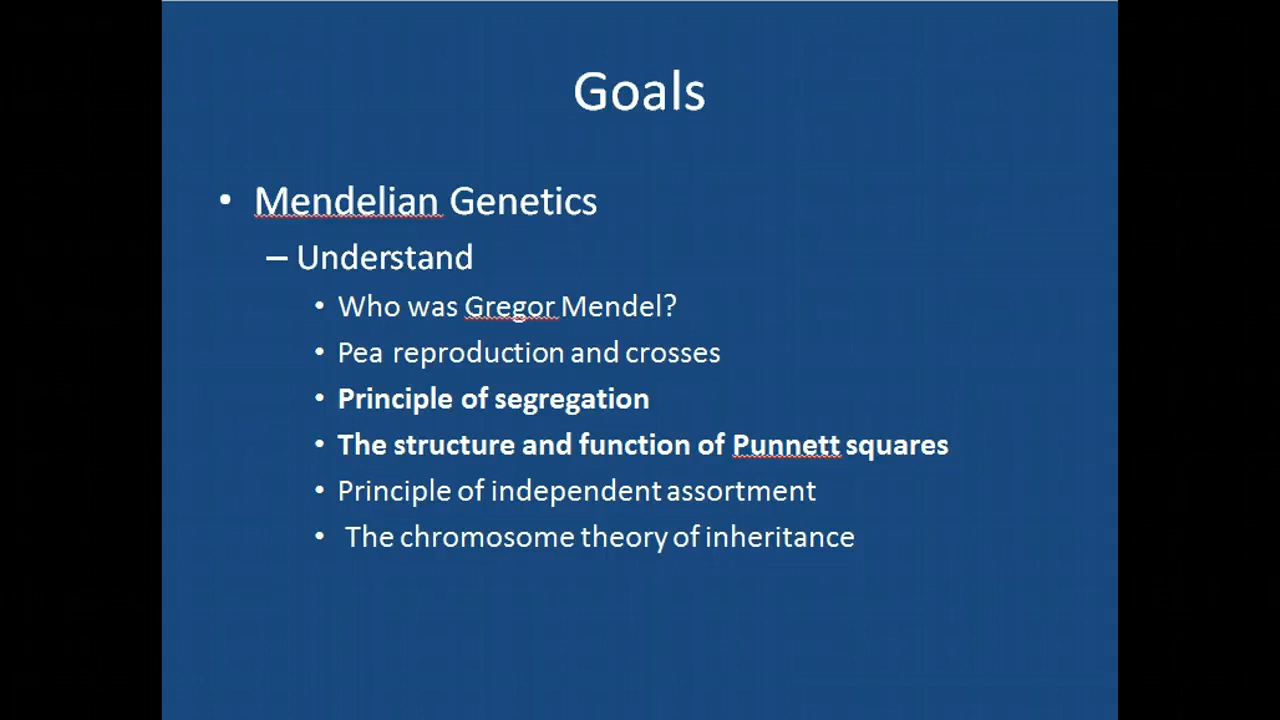 Goals
• Mendelian Genetics
– Understand
• Who was Gregor Mendel?
• Pea reproduction and crosses
• Principle of segregation
• The structure and function of Punnett squares
• Principle of independent assortment
• The chromosome theory of inheritance